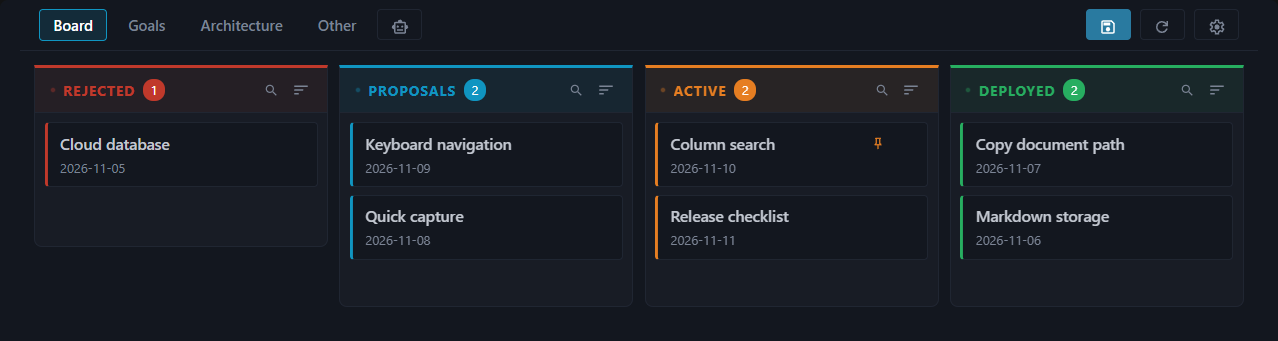 Board
Goals
Architecture
Other
REJECTED 1
Cloud database
2026-11-05
PROPOSALS 2
Keyboard navigation
2026-11-09
Quick capture
2026-11-08
ACTIVE 2
Column search
2026-11-10
Release checklist
2026-11-11
DEPLOYED 2
Copy document path
2026-11-07
Markdown storage
2026-11-06